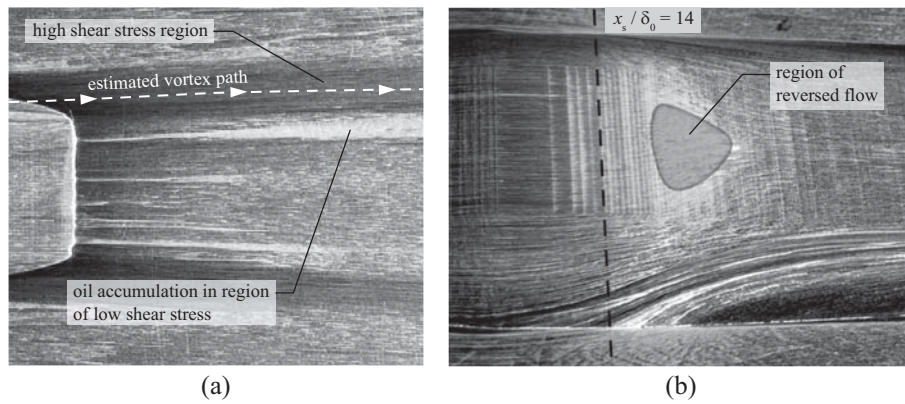 high shear stress region
estimated vortex path
oil accumulation in region
of low shear stress
(a)
x_s / δ_0 = 14
region of
reversed flow
(b)